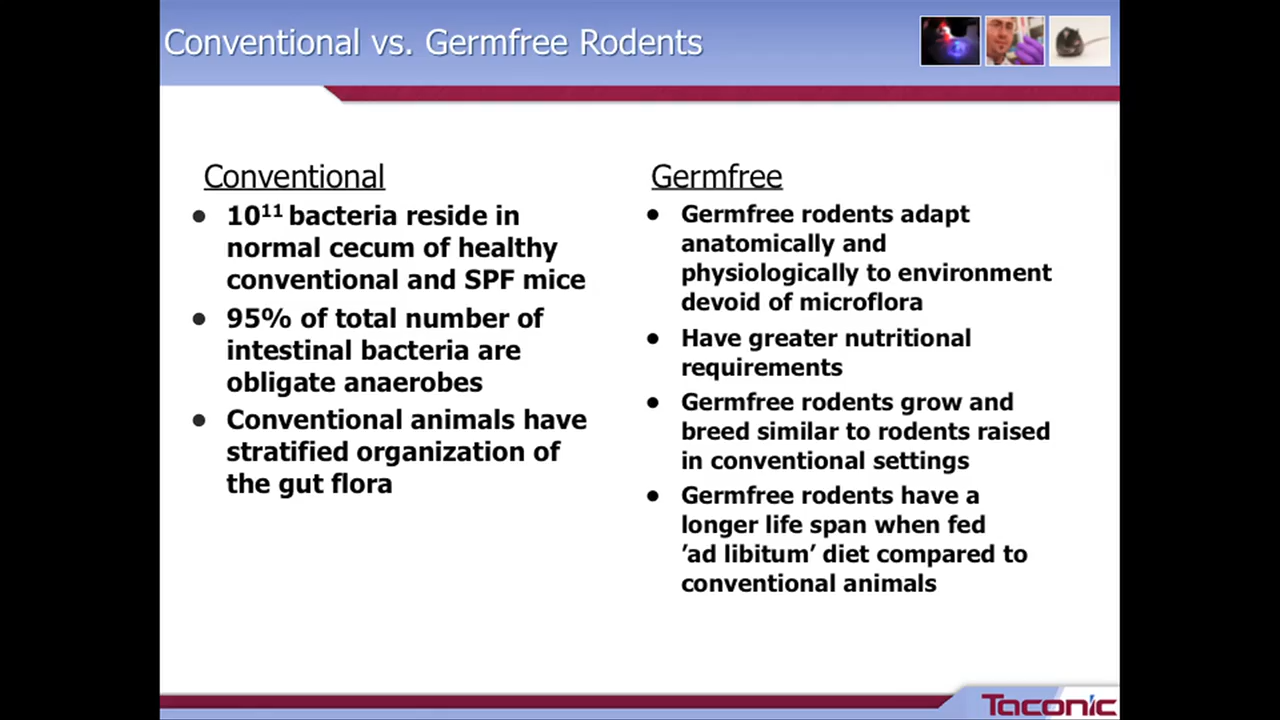 Conventional vs. Germfree Rodents
Conventional
• 10¹¹ bacteria reside in
normal cecum of healthy
conventional and SPF mice
• 95% of total number of
intestinal bacteria are
obligate anaerobes
• Conventional animals have
stratified organization of
the gut flora
Germfree
• Germfree rodents adapt
anatomically and
physiologically to environment
devoid of microflora
• Have greater nutritional
requirements
• Germfree rodents grow and
breed similar to rodents raised
in conventional settings
• Germfree rodents have a
longer life span when fed
’ad libitum’ diet compared to
conventional animals
Taconic